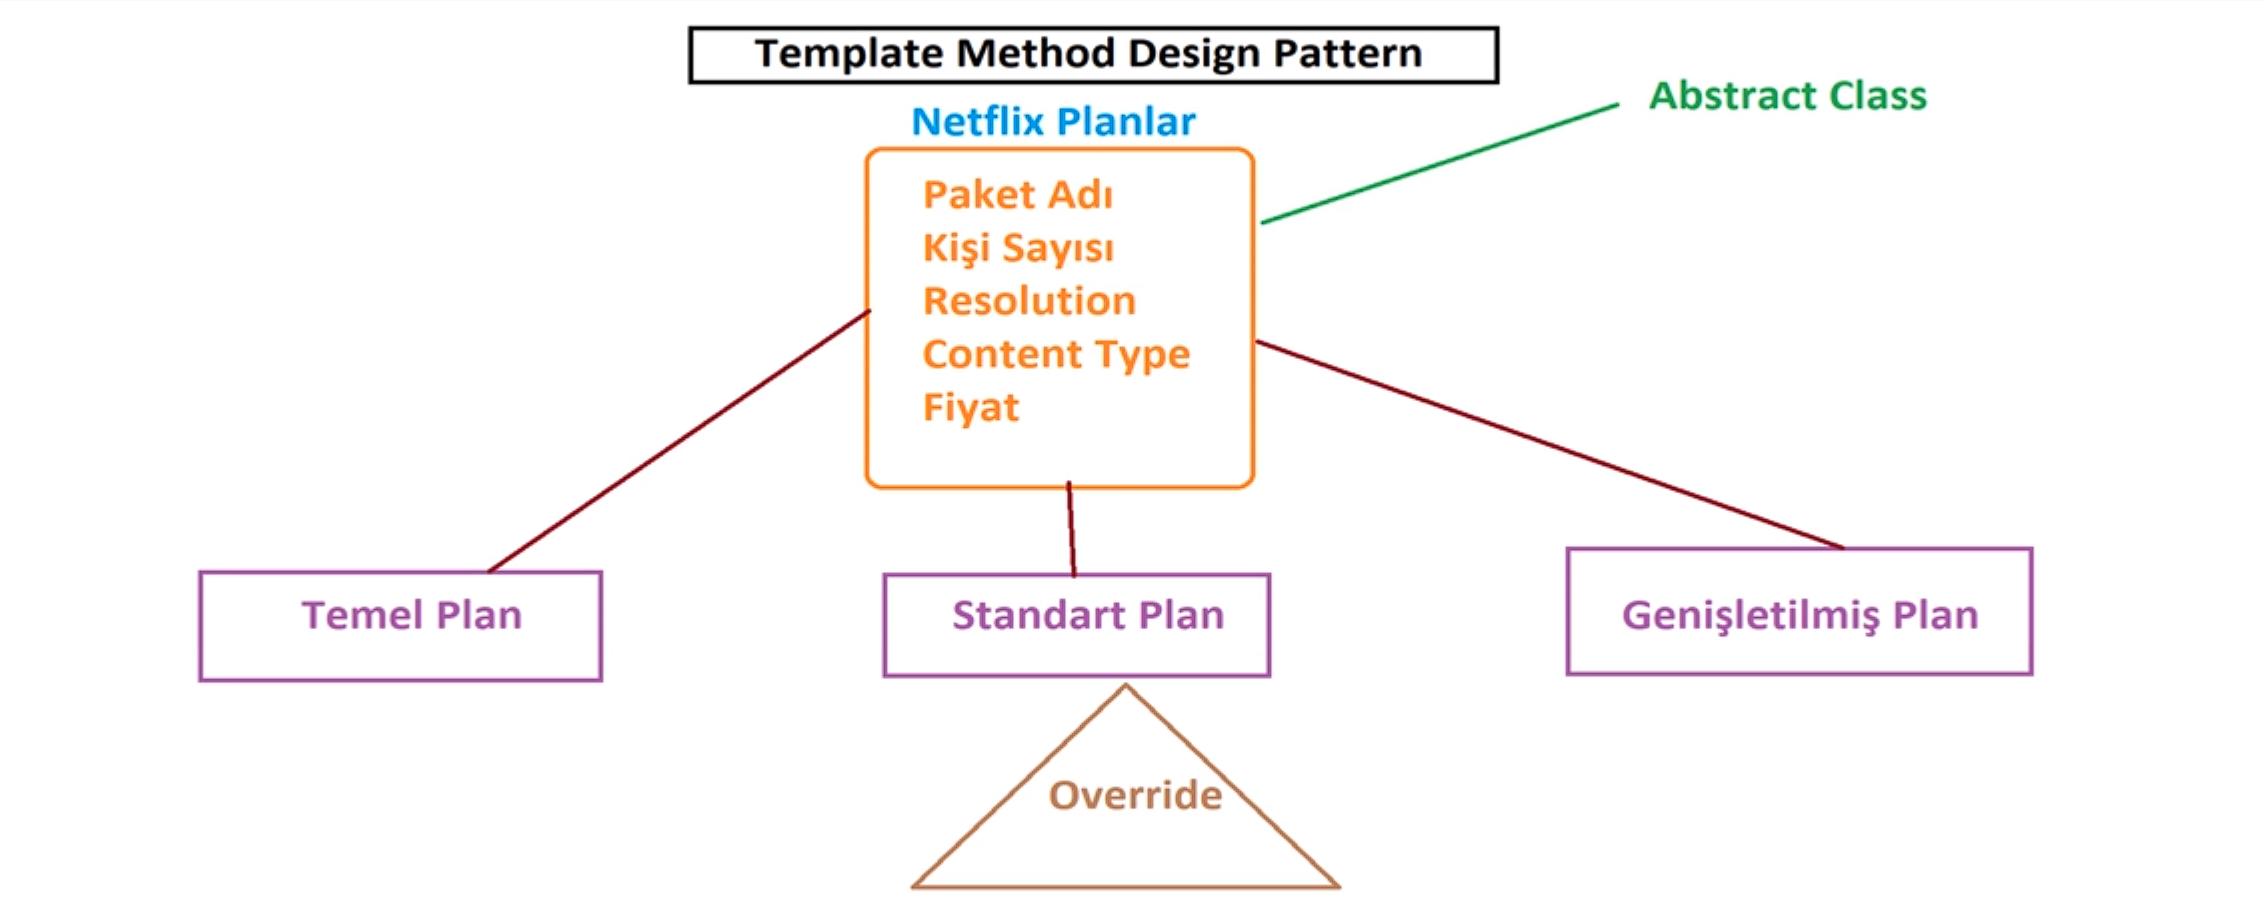 Template Method Design Pattern
Abstract Class
Netflix Planlar
Paket Adı
Kişi Sayısı
Resolution
Content Type
Fiyat
Temel Plan
Standart Plan
Genişletilmiş Plan
Override